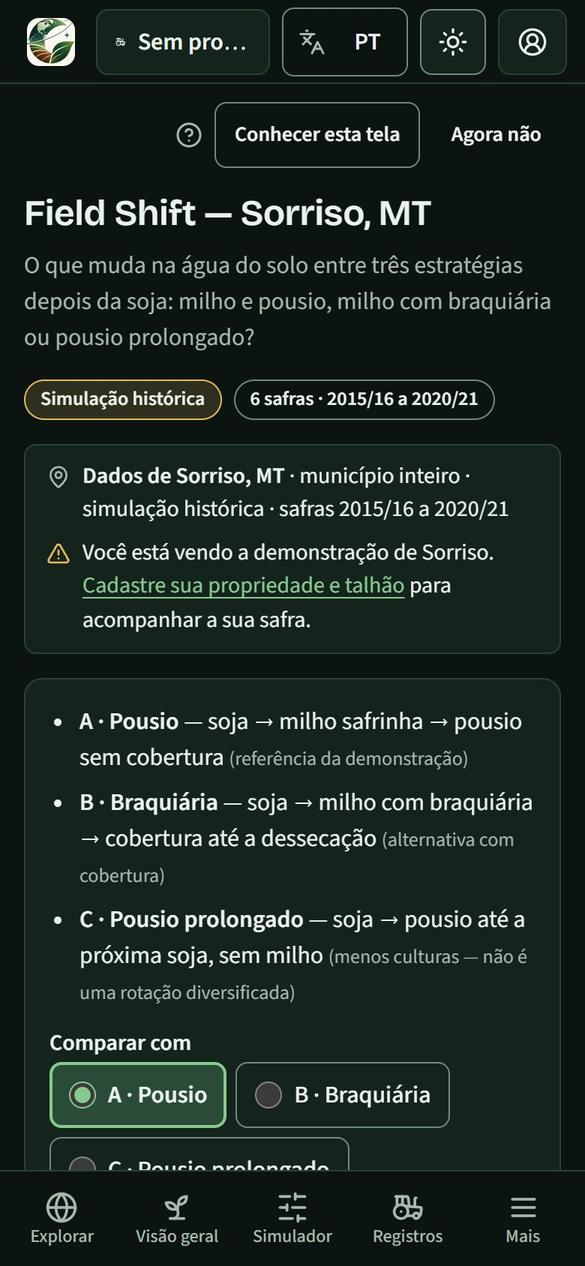 Sem pro...
PT
Conhecer esta tela
Agora não
Field Shift — Sorriso, MT
O que muda na água do solo entre três estratégias
depois da soja: milho e pousio, milho com braquiária
ou pousio prolongado?
Simulação histórica
6 safras · 2015/16 a 2020/21
Dados de Sorriso, MT · município inteiro ·
simulação histórica · safras 2015/16 a 2020/21
Você está vendo a demonstração de Sorriso.
Cadastre sua propriedade e talhão para
acompanhar a sua safra.
• A · Pousio — soja → milho safrinha → pousio
sem cobertura (referência da demonstração)
• B · Braquiária — soja → milho com braquiária
→ cobertura até a dessecação (alternativa com
cobertura)
• C · Pousio prolongado — soja → pousio até a
próxima soja, sem milho (menos culturas — não é
uma rotação diversificada)
Comparar com
A · Pousio
B · Braquiária
C · Pousio prolongado
Explorar
Visão geral
Simulador
Registros
Mais